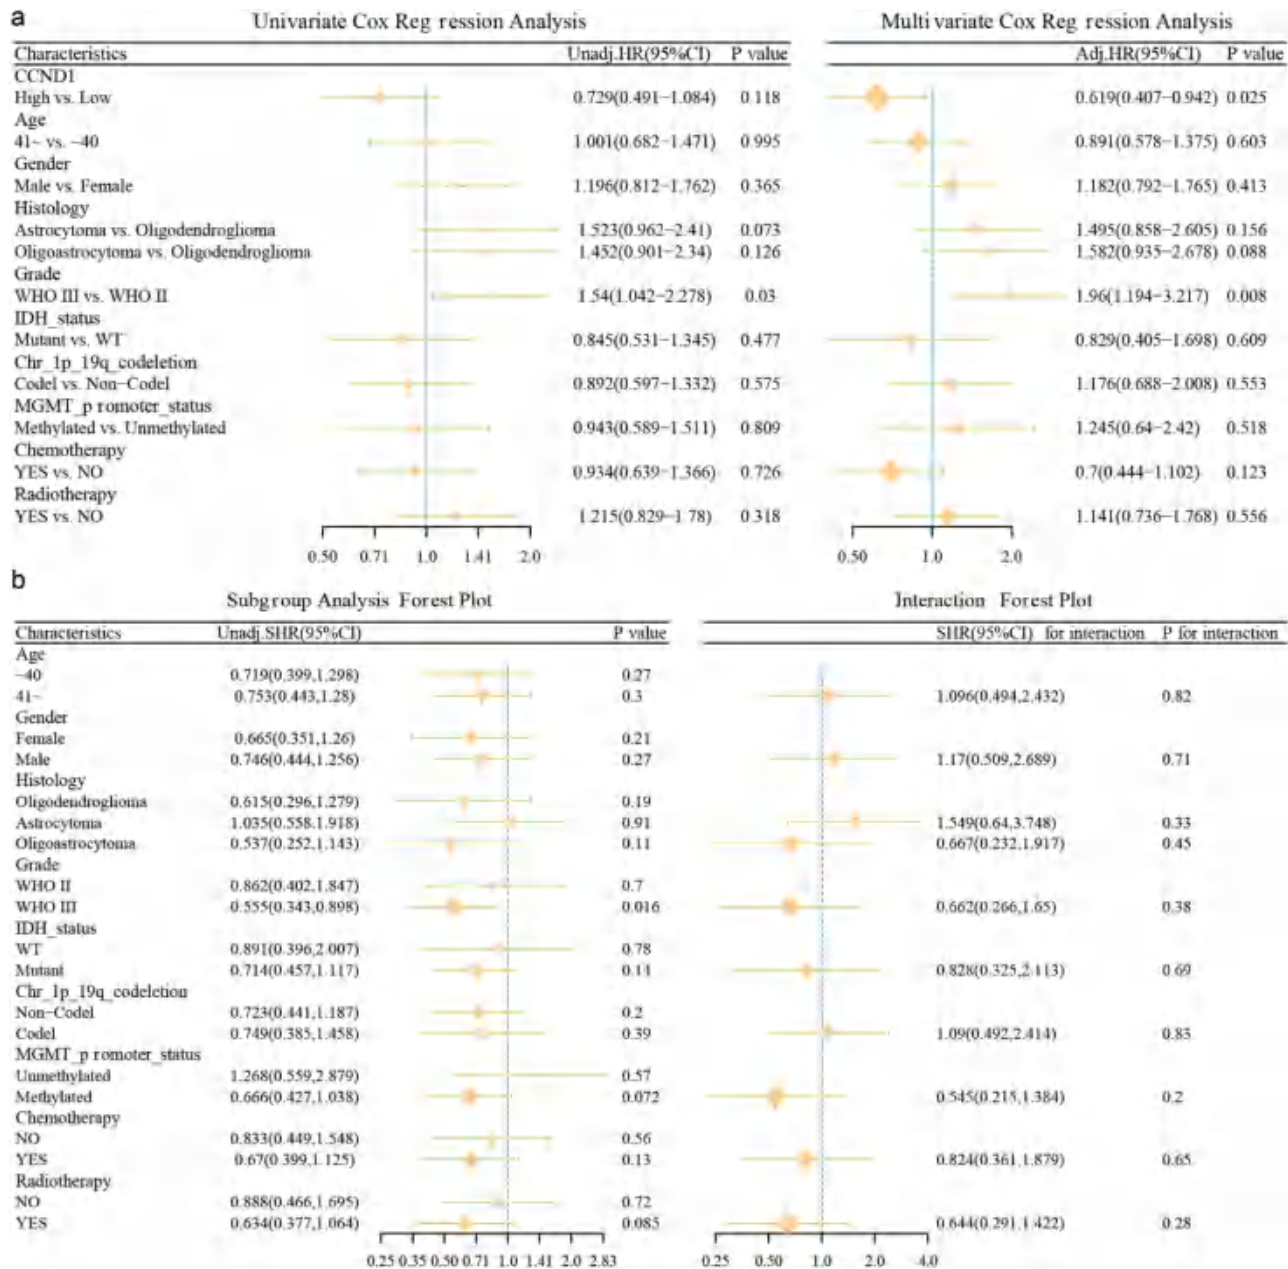 a
Univariate Cox Reg ression Analysis Multi variate Cox Reg ression Analysis
Characteristics Unadj.HR(95%CI) P value Adj.HR(95%CI) P value
CCND1
High vs. Low 0.729(0.491−1.084) 0.118 0.619(0.407−0.942) 0.025
Age
41~ vs. ~40 1.001(0.682−1.471) 0.995 0.891(0.578−1.375) 0.603
Gender
Male vs. Female 1.196(0.812−1.762) 0.365 1.182(0.792−1.765) 0.413
Histology
Astrocytoma vs. Oligodendroglioma 1.523(0.962−2.41) 0.073 1.495(0.858−2.605) 0.156
Oligoastrocytoma vs. Oligodendroglioma 1.452(0.901−2.34) 0.126 1.582(0.935−2.678) 0.088
Grade
WHO III vs. WHO II 1.54(1.042−2.278) 0.03 1.96(1.194−3.217) 0.008
IDH_status
Mutant vs. WT 0.845(0.531−1.345) 0.477 0.829(0.405−1.698) 0.609
Chr_1p_19q_codeletion
Codel vs. Non−Codel 0.892(0.597−1.332) 0.575 1.176(0.688−2.008) 0.553
MGMT_p romoter_status
Methylated vs. Unmethylated 0.943(0.589−1.511) 0.809 1.245(0.64−2.42) 0.518
Chemotherapy
YES vs. NO 0.934(0.639−1.366) 0.726 0.7(0.444−1.102) 0.123
Radiotherapy
YES vs. NO 1.215(0.829−1.78) 0.318 1.141(0.736−1.768) 0.556
0.50 0.71 1.0 1.41 2.0 0.50 1.0 2.0
b
Subgroup Analysis Forest Plot Interaction Forest Plot
Characteristics Unadj.SHR(95%CI) P value SHR(95%CI) for interaction P for interaction
Age
~40 0.719(0.399,1.298) 0.27
41~ 0.753(0.443,1.28) 0.3 1.096(0.494,2.432) 0.82
Gender
Female 0.665(0.351,1.26) 0.21
Male 0.746(0.444,1.256) 0.27 1.17(0.509,2.689) 0.71
Histology
Oligodendroglioma 0.615(0.296,1.279) 0.19
Astrocytoma 1.035(0.558,1.918) 0.91 1.549(0.64,3.748) 0.33
Oligoastrocytoma 0.537(0.252,1.143) 0.11 0.667(0.232,1.917) 0.45
Grade
WHO II 0.862(0.402,1.847) 0.7
WHO III 0.555(0.343,0.898) 0.016 0.662(0.266,1.65) 0.38
IDH_status
WT 0.891(0.396,2.007) 0.78
Mutant 0.714(0.457,1.117) 0.14 0.828(0.325,2.113) 0.69
Chr_1p_19q_codeletion
Non−Codel 0.723(0.441,1.187) 0.2
Codel 0.749(0.385,1.458) 0.39 1.09(0.492,2.414) 0.83
MGMT_p romoter_status
Unmethylated 1.268(0.559,2.879) 0.57
Methylated 0.666(0.427,1.038) 0.072 0.545(0.215,1.384) 0.2
Chemotherapy
NO 0.833(0.449,1.548) 0.56
YES 0.67(0.399,1.125) 0.13 0.824(0.361,1.879) 0.65
Radiotherapy
NO 0.888(0.466,1.695) 0.72
YES 0.634(0.377,1.064) 0.085 0.644(0.291,1.422) 0.28
0.25 0.35 0.50 0.71 1.0 1.41 2.0 2.83 0.25 0.50 1.0 2.0 4.0